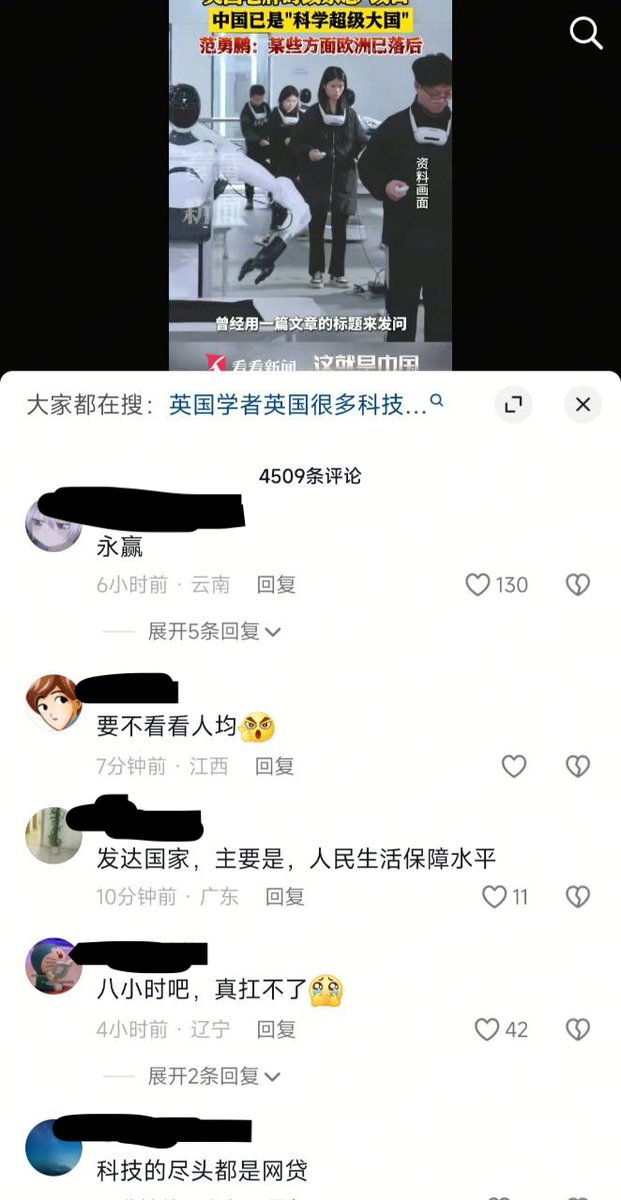 中国已是"科学超级大国"
范勇鹏：某些方面欧洲已落后
资料画面
曾经用一篇文章的标题来发问
看看新闻 这就是中国
大家都在搜：英国学者英国很多科技...
4509条评论
永赢
6小时前 · 云南 回复
130
展开5条回复
要不看看人均
7分钟前 · 江西 回复
发达国家，主要是，人民生活保障水平
10分钟前 · 广东 回复
11
八小时吧，真扛不了
4小时前 · 辽宁 回复
42
展开2条回复
科技的尽头都是网贷